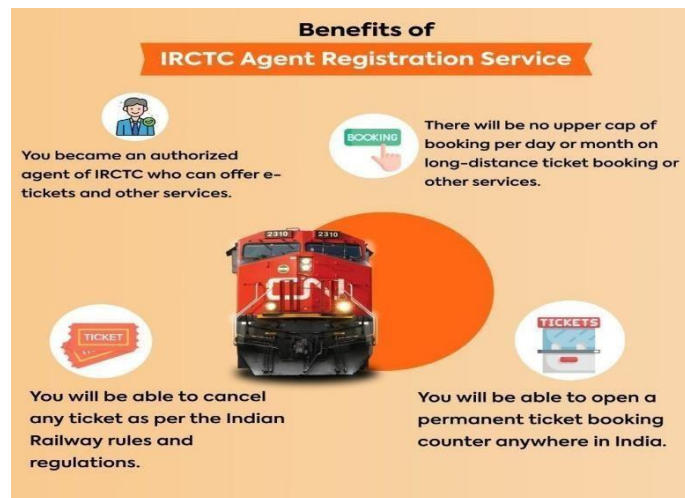 Benefits of
IRCTC Agent Registration Service
You became an authorized
agent of IRCTC who can offer e-
tickets and other services.
BOOKING
There will be no upper cap of
booking per day or month on
long-distance ticket booking or
other services.
2310 2310
CN
TICKET
You will be able to cancel
any ticket as per the Indian
Railway rules and
regulations.
TICKETS
You will be able to open a
permanent ticket booking
counter anywhere in India.